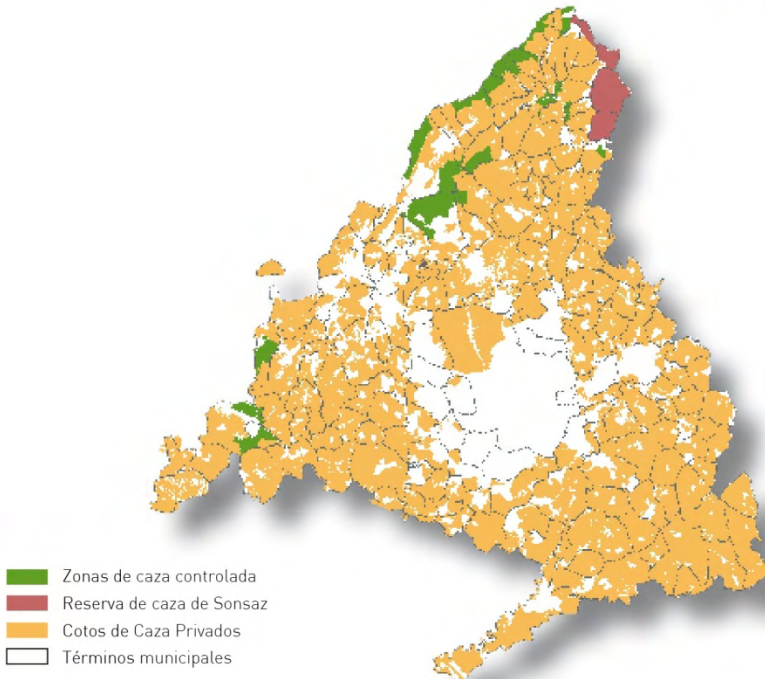 Zonas de caza controlada
Reserva de caza de Sonsaz
Cotos de Caza Privados
Términos municipales